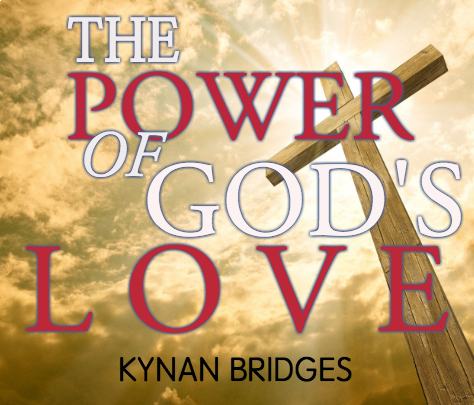 THE
POWER
OF
GOD'S
LOVE
KYNAN BRIDGES